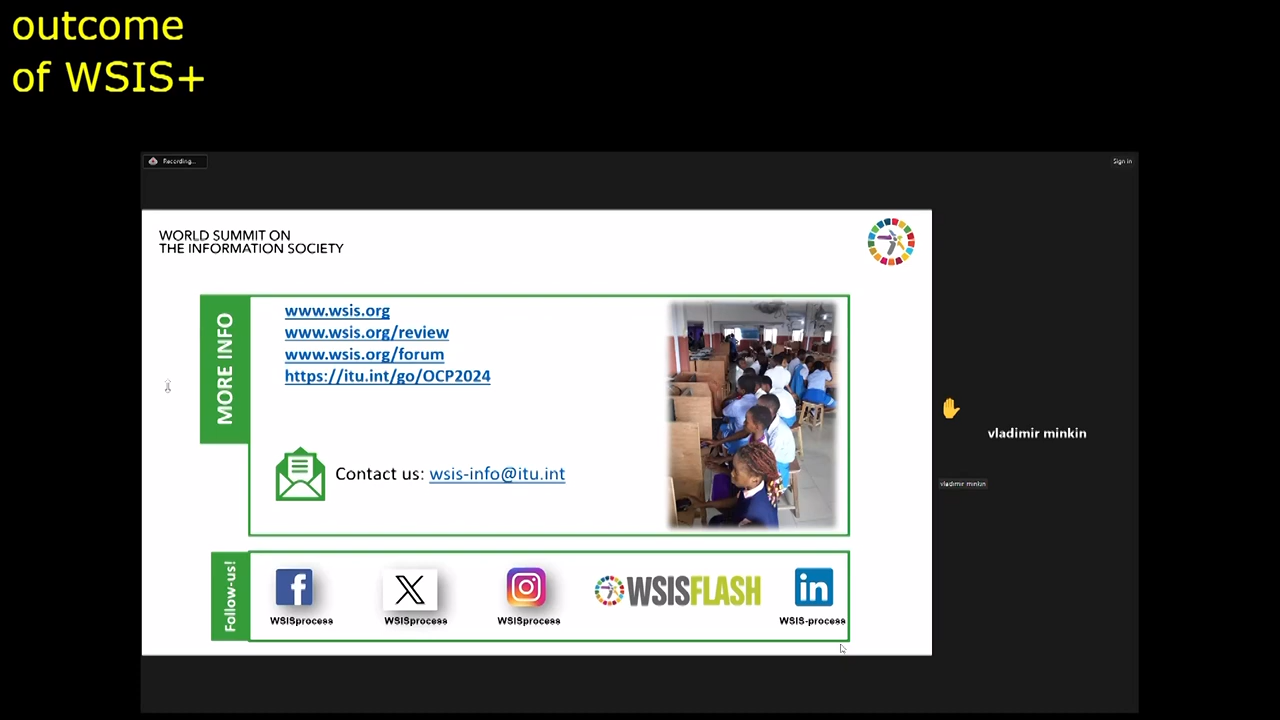 outcome
of WSIS+
Recording...
Sign in
WORLD SUMMIT ON
THE INFORMATION SOCIETY
MORE INFO
www.wsis.org
www.wsis.org/review
www.wsis.org/forum
https://itu.int/go/OCP2024
Contact us: wsis-info@itu.int
vladimir minkin
vladimir minkin
Follow-us!
WSISFLASH
WSISprocess
WSISprocess
WSISprocess
WSIS-process